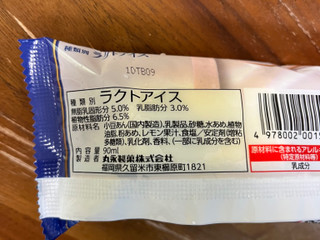 種類別
10TB09
種類別 ラクトアイス
無脂乳固形分 5.0% 乳脂肪分 3.0%
植物性脂肪分 6.5%
原材料名 小豆あん(国内製造)、乳製品、砂糖、水あめ、植物
油脂、粉あめ、レモン果汁、食塩/安定剤(増粘
多糖類)、乳化剤、香料、(一部に乳成分を含む)
内容量 90ml
製造者 丸永製菓株式会社
福岡県久留米市東櫛原町1821
4 978002 001
原材料に含まれるアレル
(特定原材料等)
乳成分